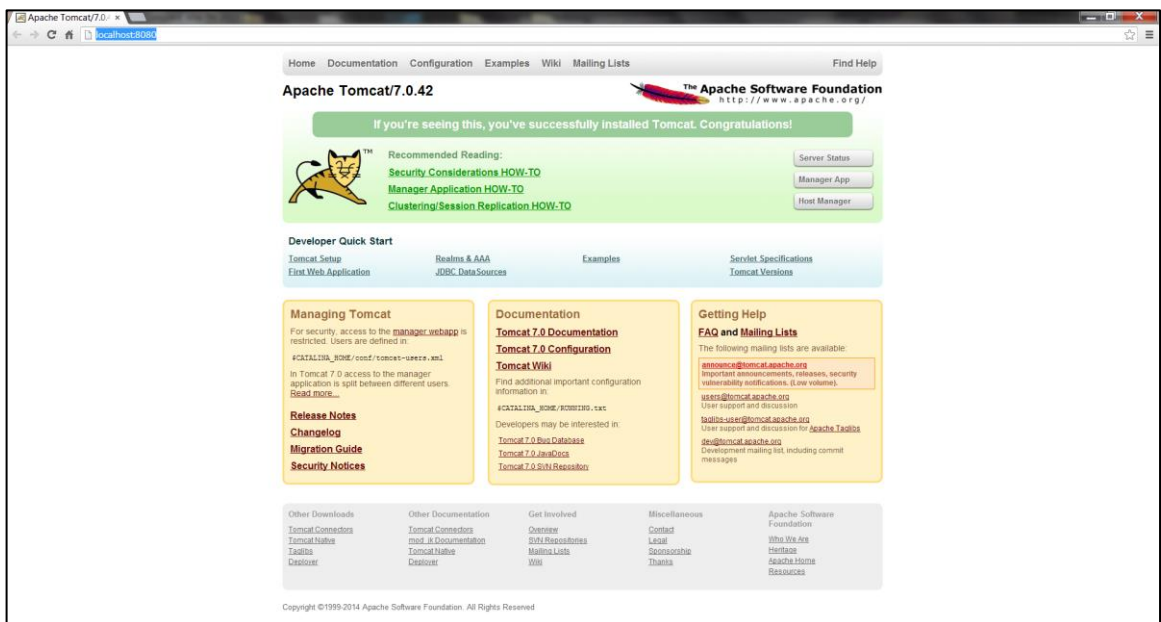 Apache Tomcat/7.0.
localhost:8080
Home Documentation Configuration Examples Wiki Mailing Lists Find Help
Apache Tomcat/7.0.42
The Apache Software Foundation
http://www.apache.org/
If you're seeing this, you've successfully installed Tomcat. Congratulations!
TM
Recommended Reading:
Security Considerations HOW-TO
Manager Application HOW-TO
Clustering/Session Replication HOW-TO
Server Status
Manager App
Host Manager
Developer Quick Start
Tomcat Setup
First Web Application
Realms & AAA
JDBC DataSources
Examples
Servlet Specifications
Tomcat Versions
Managing Tomcat
For security, access to the manager webapp is
restricted. Users are defined in:
$CATALINA_HOME/conf/tomcat-users.xml
In Tomcat 7.0 access to the manager
application is split between different users.
Read more...
Release Notes
Changelog
Migration Guide
Security Notices
Documentation
Tomcat 7.0 Documentation
Tomcat 7.0 Configuration
Tomcat Wiki
Find additional important configuration
information in:
$CATALINA_HOME/RUNNING.txt
Developers may be interested in:
Tomcat 7.0 Bug Database
Tomcat 7.0 JavaDocs
Tomcat 7.0 SVN Repository
Getting Help
FAQ and Mailing Lists
The following mailing lists are available:
announce@tomcat.apache.org
Important announcements, releases, security
vulnerability notifications. (Low volume).
users@tomcat.apache.org
User support and discussion
taglibs-user@tomcat.apache.org
User support and discussion for Apache Taglibs
dev@tomcat.apache.org
Development mailing list, including commit
messages
Other Downloads
Tomcat Connectors
Tomcat Native
Taglibs
Deployer
Other Documentation
Tomcat Connectors
mod_jk Documentation
Tomcat Native
Deployer
Get Involved
Overview
SVN Repositories
Mailing Lists
Wiki
Miscellaneous
Contact
Legal
Sponsorship
Thanks
Apache Software
Foundation
Who We Are
Heritage
Apache Home
Resources
Copyright ©1999-2014 Apache Software Foundation. All Rights Reserved